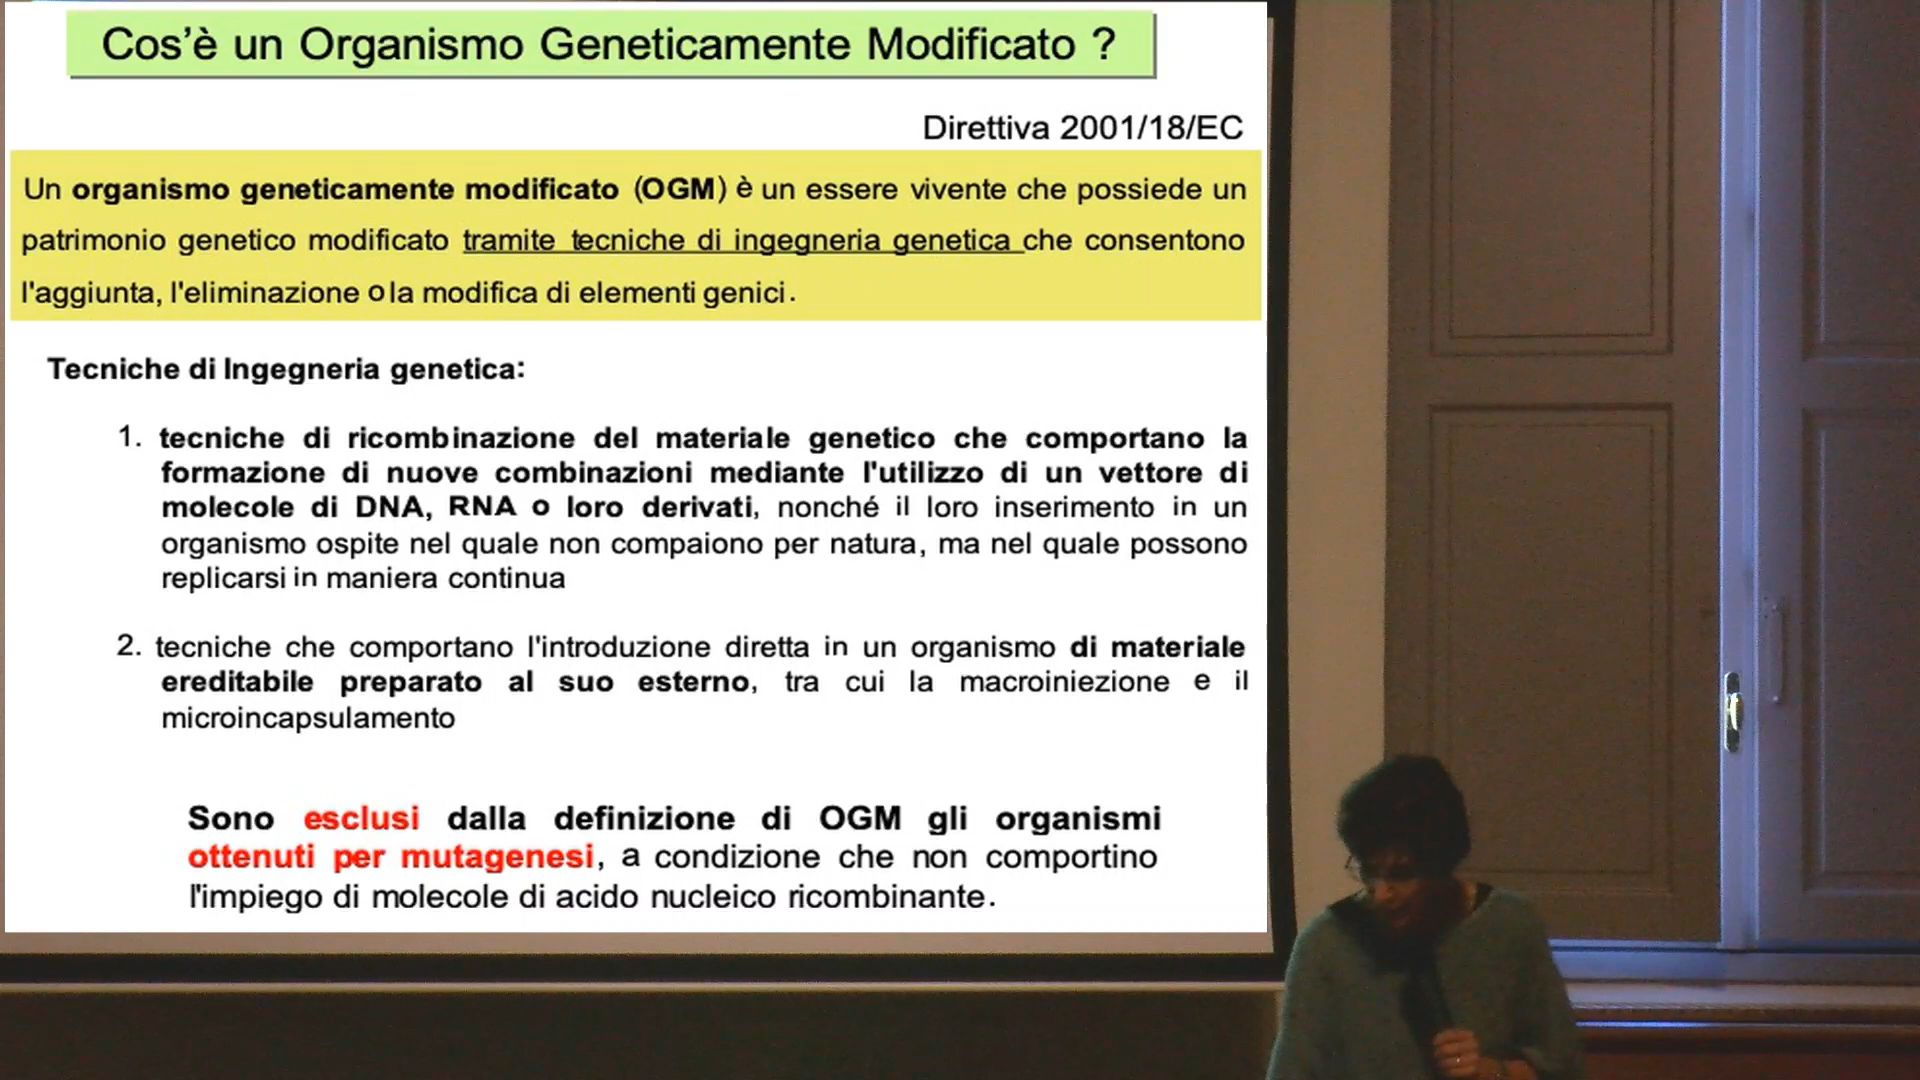 Cos’è un Organismo Geneticamente Modificato ?
Direttiva 2001/18/EC
Un organismo geneticamente modificato (OGM) è un essere vivente che possiede un
patrimonio genetico modificato tramite tecniche di ingegneria genetica che consentono
l'aggiunta, l'eliminazione o la modifica di elementi genici.
Tecniche di Ingegneria genetica:
1. tecniche di ricombinazione del materiale genetico che comportano la
formazione di nuove combinazioni mediante l'utilizzo di un vettore di
molecole di DNA, RNA o loro derivati, nonché il loro inserimento in un
organismo ospite nel quale non compaiono per natura, ma nel quale possono
replicarsi in maniera continua
2. tecniche che comportano l'introduzione diretta in un organismo di materiale
ereditabile preparato al suo esterno, tra cui la macroiniezione e il
microincapsulamento
Sono esclusi dalla definizione di OGM gli organismi
ottenuti per mutagenesi, a condizione che non comportino
l'impiego di molecole di acido nucleico ricombinante.